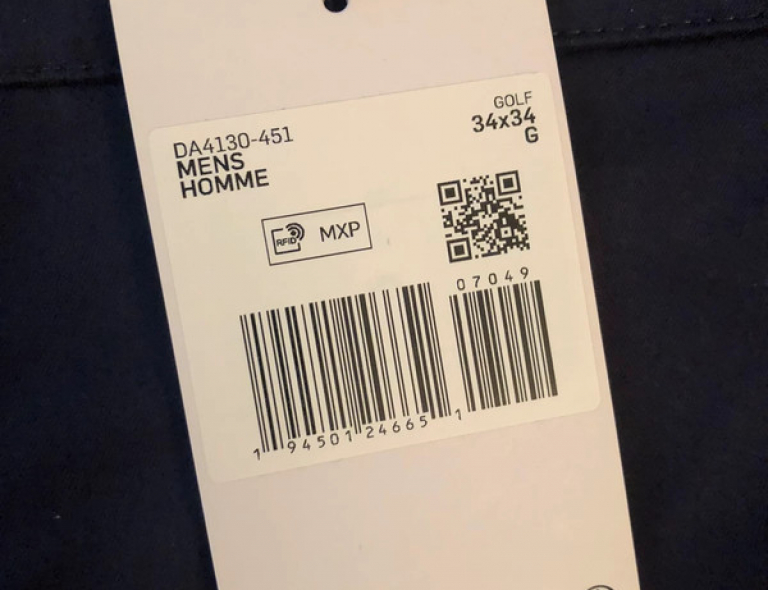 DA4130-451
MENS
HOMME
GOLF
34x34
G
RFID
MXP
07049
1 94501 24665 1